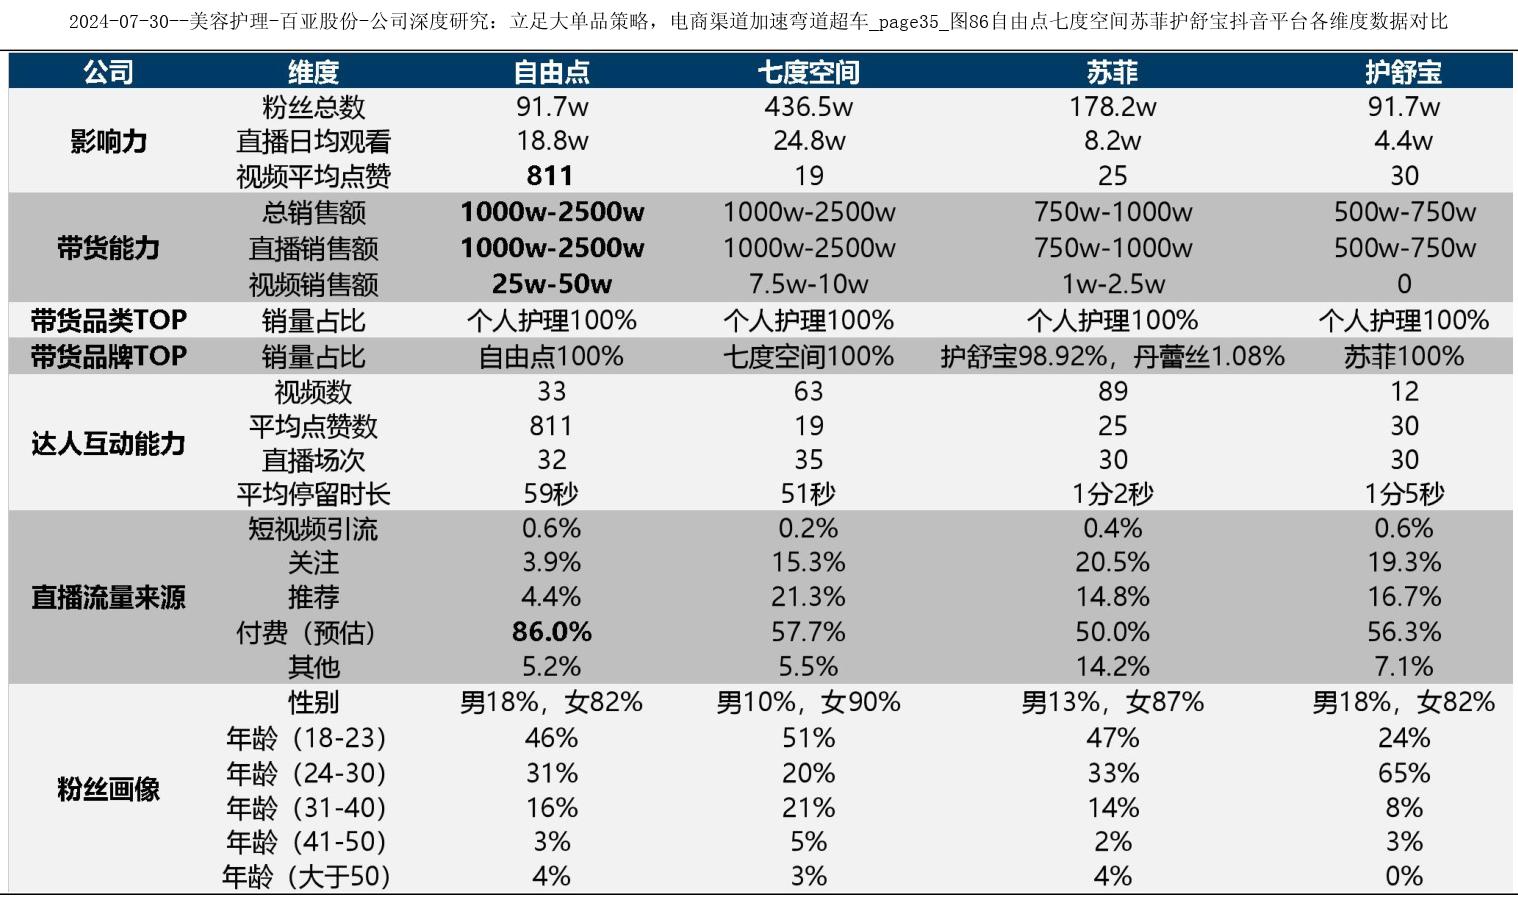 2024-07-30--美容护理-百亚股份-公司深度研究：立足大单品策略，电商渠道加速弯道超车_page35_图86自由点七度空间苏菲护舒宝抖音平台各维度数据对比
公司 维度 自由点 七度空间 苏菲 护舒宝
影响力 粉丝总数 91.7w 436.5w 178.2w 91.7w
直播日均观看 18.8w 24.8w 8.2w 4.4w
视频平均点赞 811 19 25 30
带货能力 总销售额 1000w-2500w 1000w-2500w 750w-1000w 500w-750w
直播销售额 1000w-2500w 1000w-2500w 750w-1000w 500w-750w
视频销售额 25w-50w 7.5w-10w 1w-2.5w 0
带货品类TOP 销量占比 个人护理100% 个人护理100% 个人护理100% 个人护理100%
带货品牌TOP 销量占比 自由点100% 七度空间100% 护舒宝98.92%，丹蕾丝1.08% 苏菲100%
达人互动能力 视频数 33 63 89 12
平均点赞数 811 19 25 30
直播场次 32 35 30 30
平均停留时长 59秒 51秒 1分2秒 1分5秒
直播流量来源 短视频引流 0.6% 0.2% 0.4% 0.6%
关注 3.9% 15.3% 20.5% 19.3%
推荐 4.4% 21.3% 14.8% 16.7%
付费（预估） 86.0% 57.7% 50.0% 56.3%
其他 5.2% 5.5% 14.2% 7.1%
粉丝画像 性别 男18%，女82% 男10%，女90% 男13%，女87% 男18%，女82%
年龄（18-23） 46% 51% 47% 24%
年龄（24-30） 31% 20% 33% 65%
年龄（31-40） 16% 21% 14% 8%
年龄（41-50） 3% 5% 2% 3%
年龄（大于50） 4% 3% 4% 0%